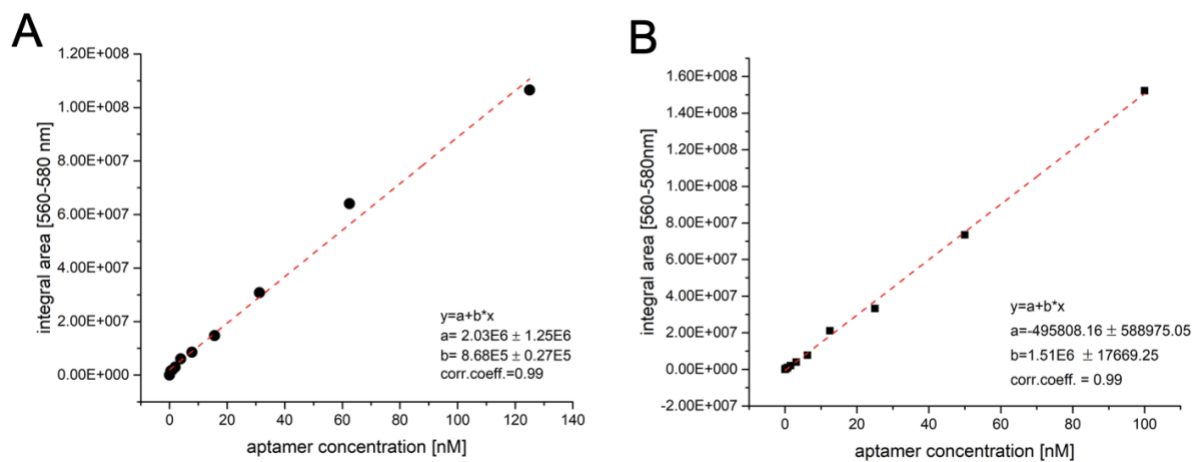 A
1.20E+008
1.00E+008
8.00E+007
6.00E+007
4.00E+007
2.00E+007
0.00E+000
integral area [560-580 nm]
y=a+b*x
a= 2.03E6 ± 1.25E6
b= 8.68E5 ± 0.27E5
corr.coeff.=0.99
0 20 40 60 80 100 120 140
aptamer concentration [nM]
B
1.60E+008
1.40E+008
1.20E+008
1.00E+008
8.00E+007
6.00E+007
4.00E+007
2.00E+007
0.00E+000
-2.00E+007
integral area [560-580nm]
y=a+b*x
a=-495808.16 ± 588975.05
b=1.51E6 ± 17669.25
corr.coeff. = 0.99
0 20 40 60 80 100
aptamer concentration [nM]